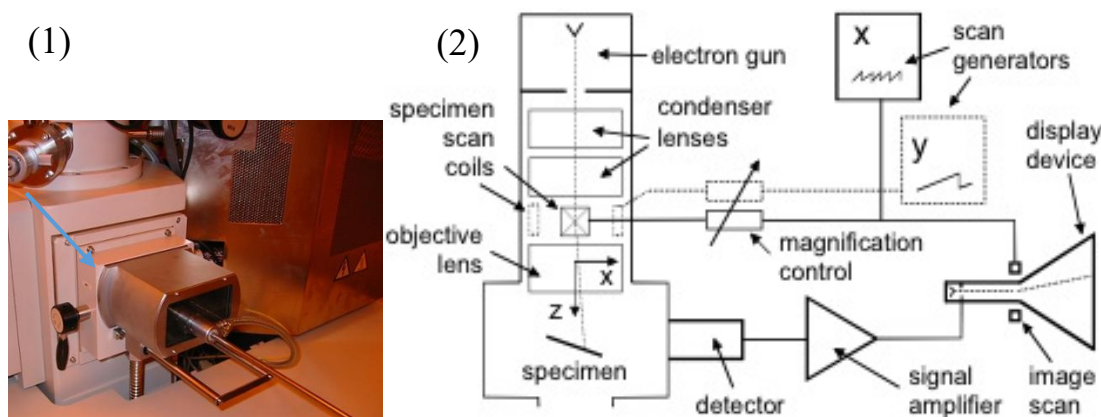 (1)
(2)
electron gun
specimen
scan
coils
condenser
lenses
X
scan
generators
y
display
device
objective
lens
x
z
magnification
control
specimen
detector
signal
amplifier
image
scan